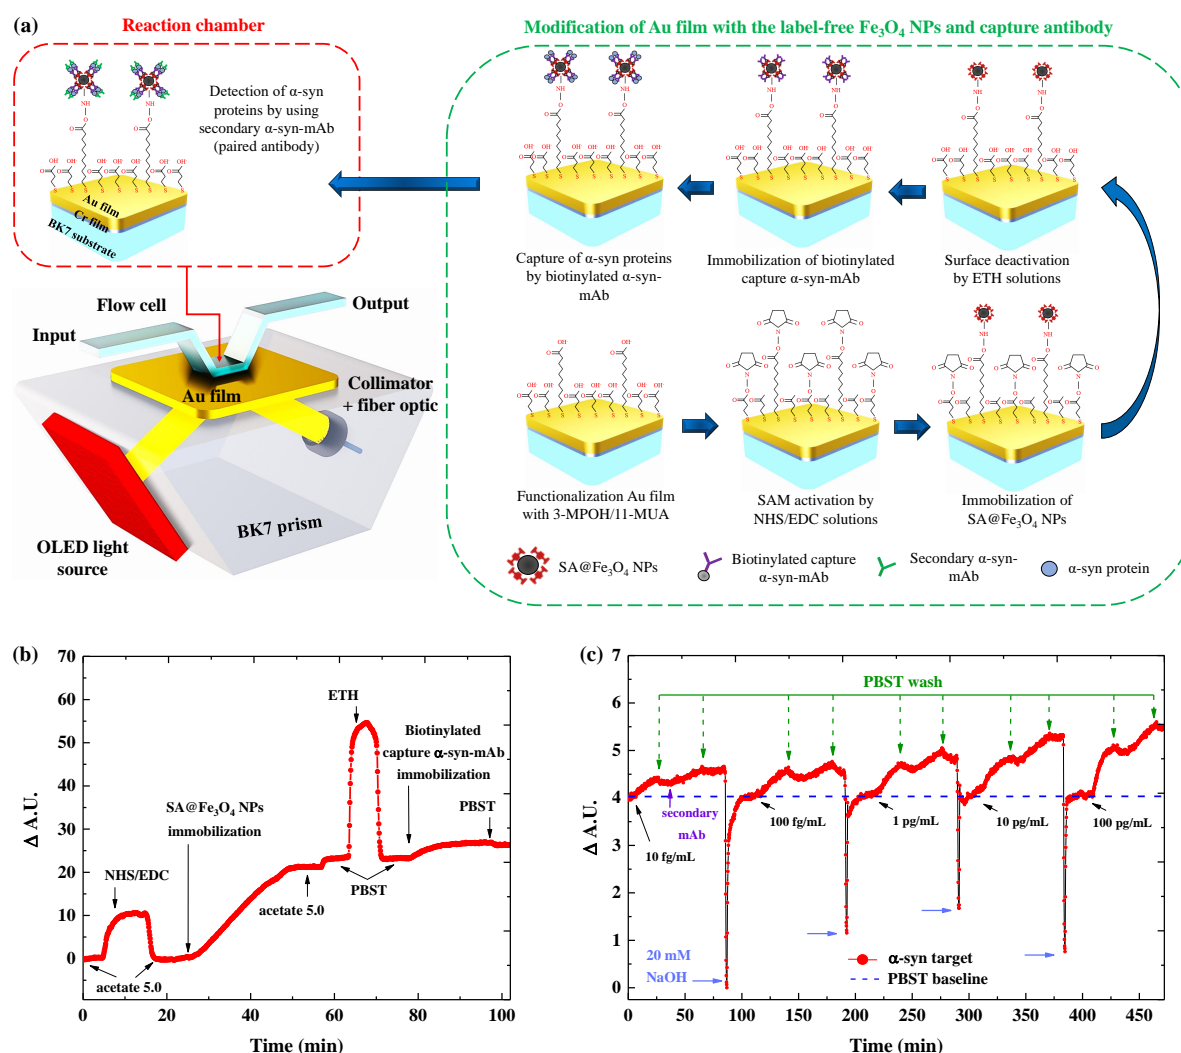 (a)
Reaction chamber
Detection of α-syn
proteins by using
secondary α-syn-mAb
(paired antibody)
Au film
Cr film
BK7 substrate
Modification of Au film with the label-free Fe₃O₄ NPs and capture antibody
Capture of α-syn proteins
by biotinylated α-syn-
mAb
Immobilization of biotinylated
capture α-syn-mAb
Surface deactivation
by ETH solutions
Functionalization Au film
with 3-MPOH/11-MUA
SAM activation by
NHS/EDC solutions
Immobilization of
SA@Fe₃O₄ NPs
SA@Fe₃O₄ NPs
Biotinylated capture
α-syn-mAb
Secondary α-syn-
mAb
α-syn protein
Flow cell
Input
Output
Au film
Collimator
+ fiber optic
BK7 prism
OLED light
source
(b)
Δ A.U.
70
60
50
40
30
20
10
0
NHS/EDC
acetate 5.0
SA@Fe₃O₄ NPs
immobilization
acetate 5.0
ETH
PBST
Biotinylated
capture α-syn-mAb
immobilization
PBST
0 20 40 60 80 100
Time (min)
(c)
Δ A.U.
7
6
5
4
3
2
1
0
PBST wash
secondary
mAb
10 fg/mL
100 fg/mL
1 pg/mL
10 pg/mL
100 pg/mL
20 mM
NaOH
α-syn target
PBST baseline
0 50 100 150 200 250 300 350 400 450
Time (min)